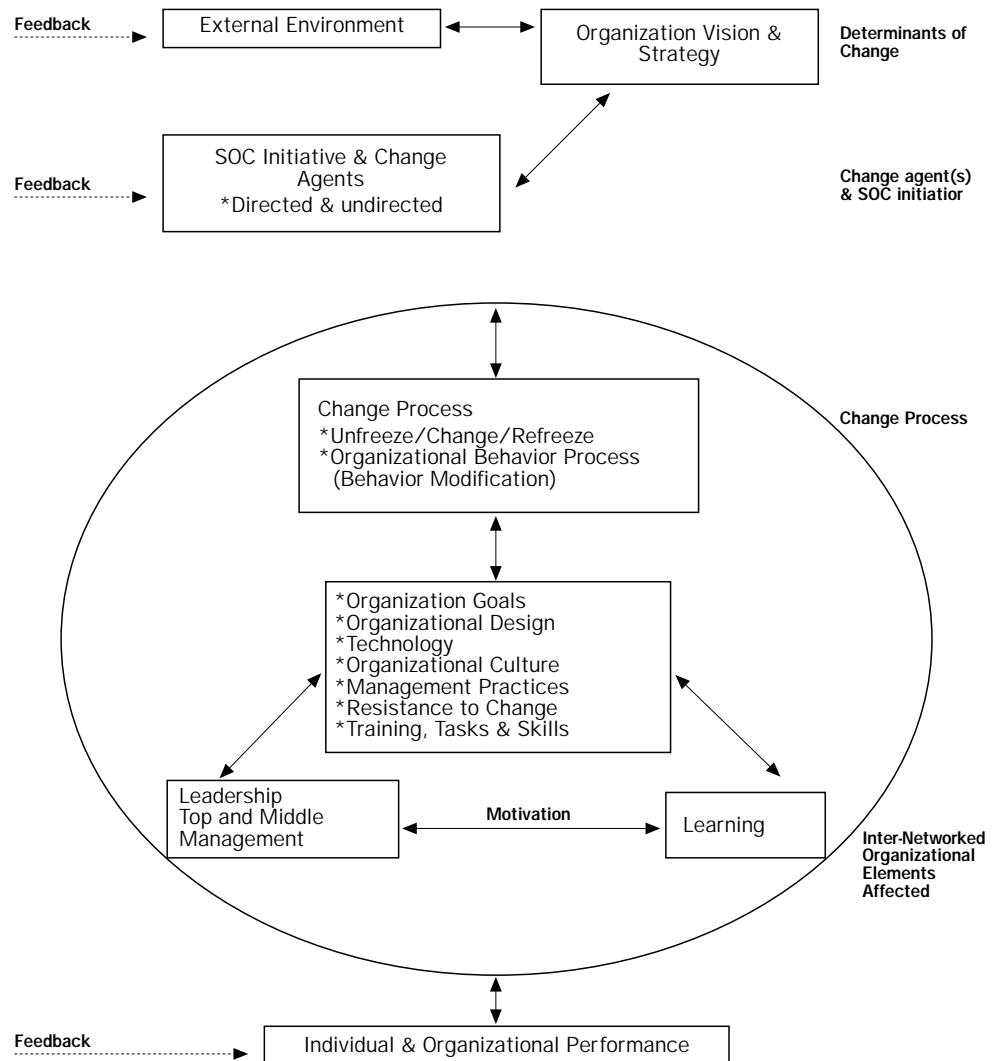 Feedback
External Environment
Organization Vision &
Strategy
Determinants of
Change
SOC Initiative & Change
Agents
*Directed & undirected
Feedback
Change agent(s)
& SOC initiatior
Change Process
*Unfreeze/Change/Refreeze
*Organizational Behavior Process
(Behavior Modification)
Change Process
*Organization Goals
*Organizational Design
*Technology
*Organizational Culture
*Management Practices
*Resistance to Change
*Training, Tasks & Skills
Leadership
Top and Middle
Management
Motivation
Learning
Inter-Networked
Organizational
Elements
Affected
Feedback
Individual & Organizational Performance